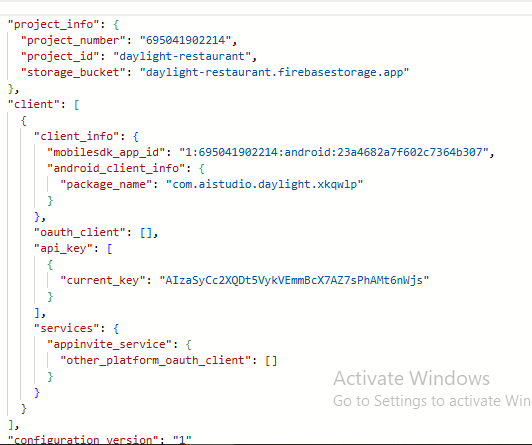 "project_info": {
"project_number": "695041902214",
"project_id": "daylight-restaurant",
"storage_bucket": "daylight-restaurant.firebasestorage.app"
},
"client": [
{
"client_info": {
"mobilesdk_app_id": "1:695041902214:android:23a4682a7f602c7364b307",
"android_client_info": {
"package_name": "com.aistudio.daylight.xkqwlp"
}
},
"oauth_client": [],
"api_key": [
{
"current_key": "AIzaSyCc2XQDt5VykVEmmBcX7AZ7sPhAMt6nWjs"
}
],
"services": {
"appinvite_service": {
"other_platform_oauth_client": []
}
}
}
],
"configuration_version": "1"
Activate Windows
Go to Settings to activate Win